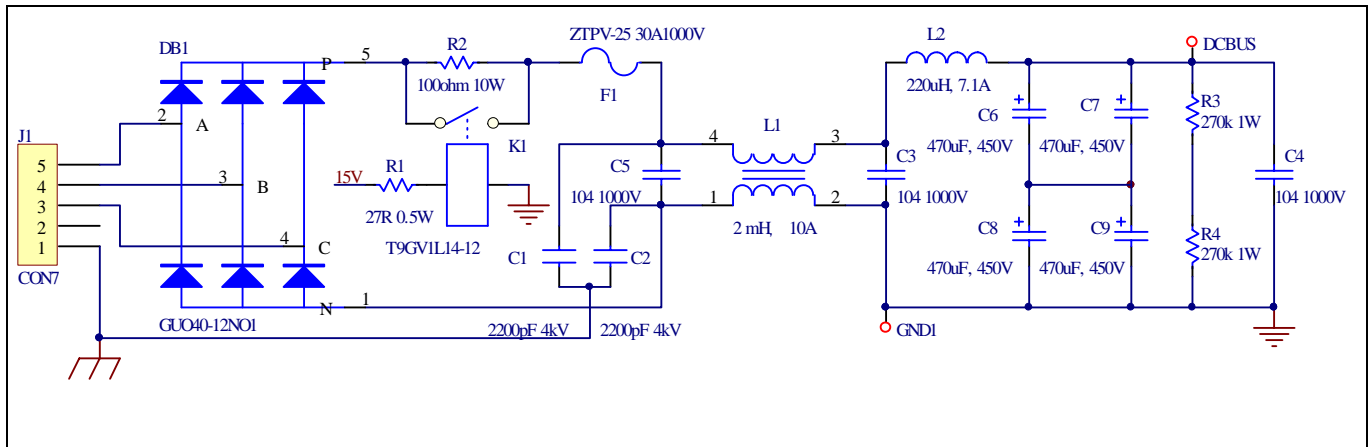 DB1
P
5
R2
100ohm 10W
ZTPV-25 30A1000V
F1
L2
220uH, 7.1A
DCBUS
2
A
J1
5
4
3
2
1
CON7
3
B
4
C
K1
15V
R1
27R 0.5W
T9GV1L14-12
GUO40-12NO1
N
1
C5
104 1000V
C1
C2
2200pF 4kV
2200pF 4kV
4
L1
3
1
2
2 mH, 10A
C3
104 1000V
C6
470uF, 450V
C7
470uF, 450V
C8
470uF, 450V
C9
470uF, 450V
R3
270k 1W
R4
270k 1W
C4
104 1000V
GND1